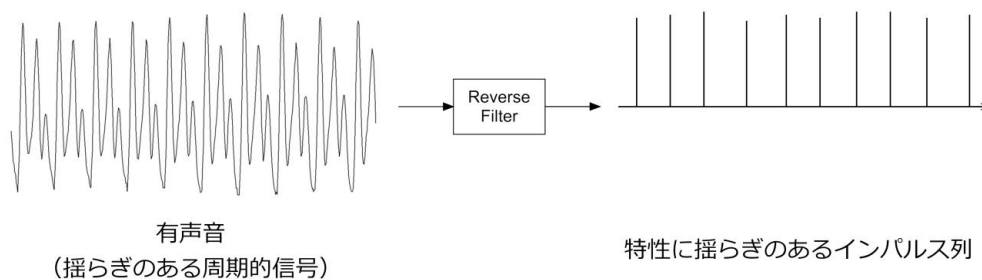 Reverse
Filter
有声音
（揺らぎのある周期的信号）
特性に揺らぎのあるインパルス列